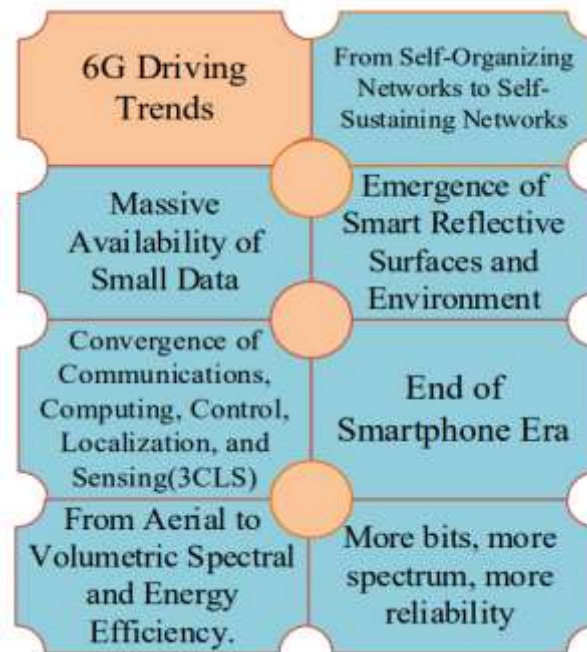 6G Driving
Trends
From Self-Organizing
Networks to Self-
Sustaining Networks
Massive
Availability of
Small Data
Emergence of
Smart Reflective
Surfaces and
Environment
Convergence of
Communications,
Computing, Control,
Localization, and
Sensing(3CLS)
End of
Smartphone Era
From Aerial to
Volumetric Spectral
and Energy
Efficiency.
More bits, more
spectrum, more
reliability